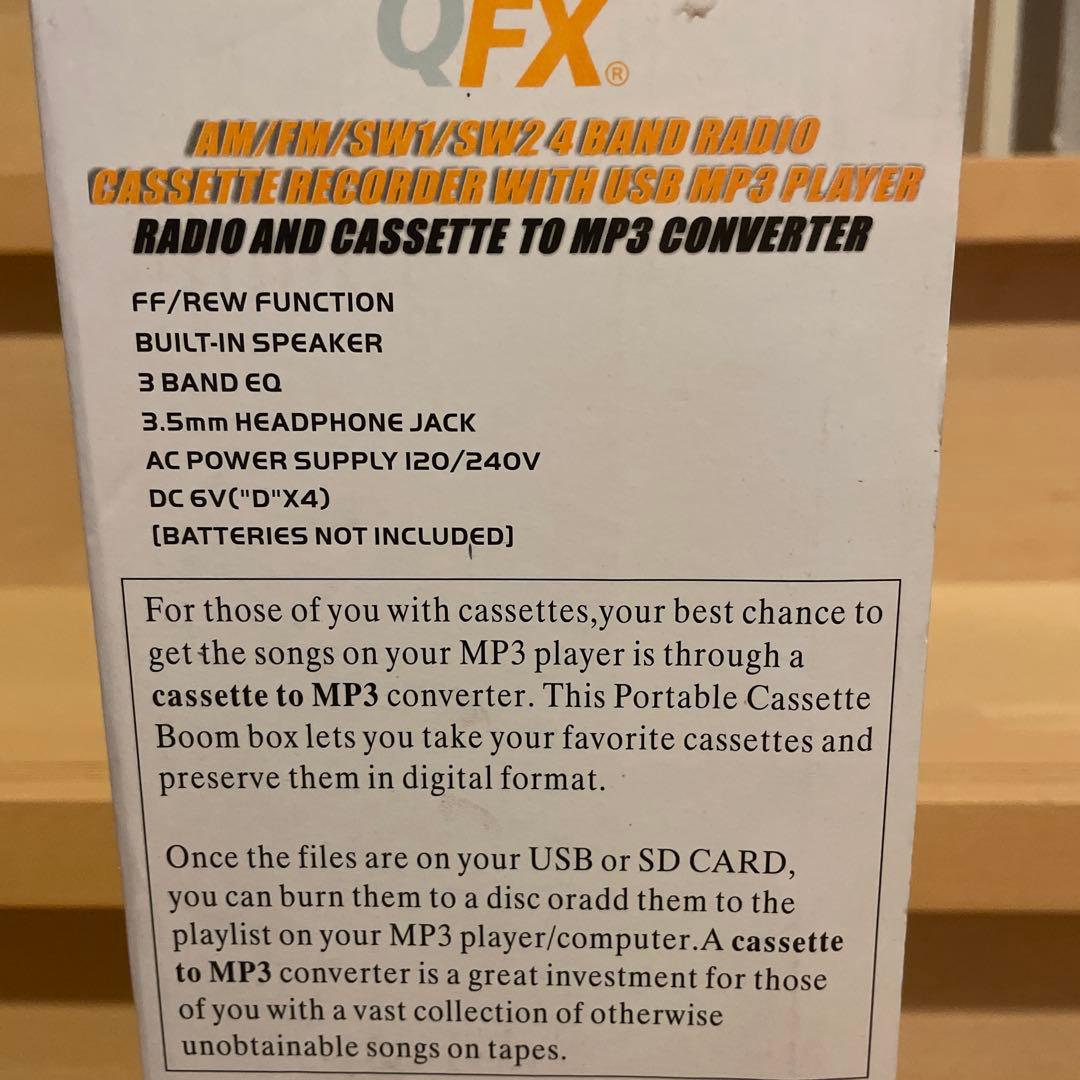 QFX®
AM/FM/SW1/SW2 4 BAND RADIO
CASSETTE RECORDER WITH USB MP3 PLAYER
RADIO AND CASSETTE TO MP3 CONVERTER
FF/REW FUNCTION
BUILT-IN SPEAKER
3 BAND EQ
3.5mm HEADPHONE JACK
AC POWER SUPPLY 120/240V
DC 6V("D"X4)
[BATTERIES NOT INCLUDED]
For those of you with cassettes,your best chance to
get the songs on your MP3 player is through a
cassette to MP3 converter. This Portable Cassette
Boom box lets you take your favorite cassettes and
preserve them in digital format.
Once the files are on your USB or SD CARD,
you can burn them to a disc oradd them to the
playlist on your MP3 player/computer.A cassette
to MP3 converter is a great investment for those
of you with a vast collection of otherwise
unobtainable songs on tapes.